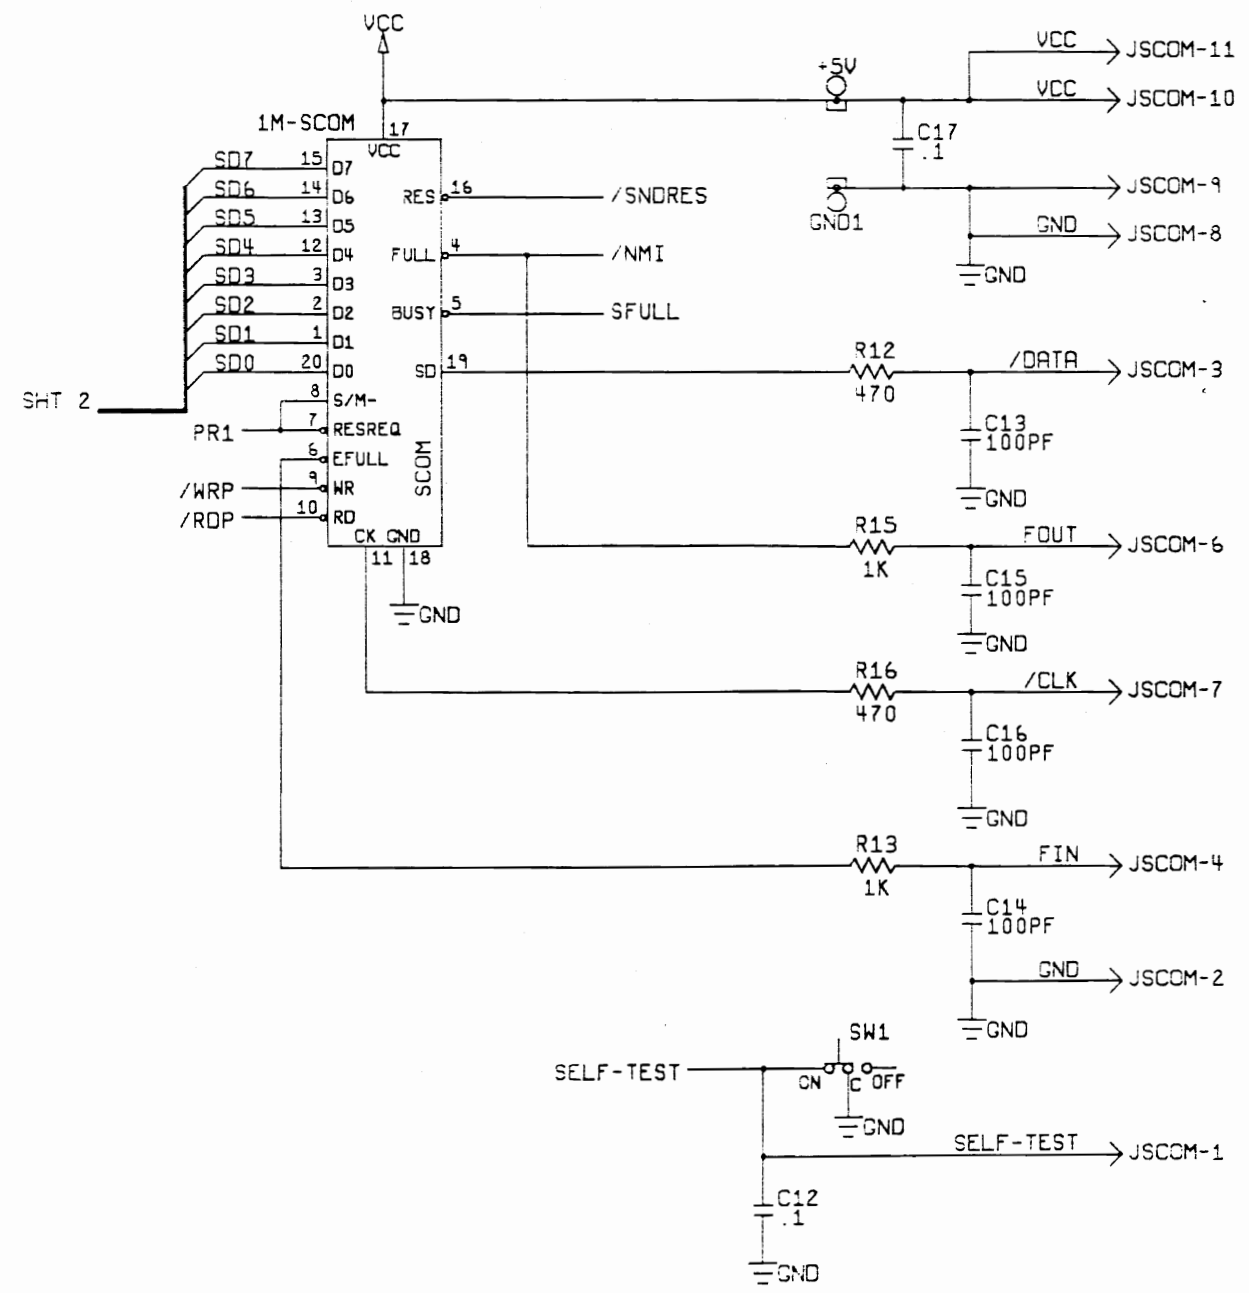 VCC
VCC JSCOM-11
+5V
VCC JSCOM-10
1M-SCOM
17
VCC
C17
.1
SD7 15 D7
SD6 14 D6
RES 16 /SNDRES
JSCOM-9
GND1
SD5 13 D5
GND JSCOM-8
SD4 12 D4
FULL 4 /NMI
GND
SD3 3 D3
SD2 2 D2
BUSY 5 SFULL
SD1 1 D1
R12
/DATA JSCOM-3
SD0 20 D0
SD 19
470
SHT 2
8 S/M-
PR1 7 RESREQ
C13
100PF
6 EFULL
SCOM
/WRP 9 WR
GND
/RDP 10 RD
CK GND
11 18
R15
FOUT JSCOM-6
1K
C15
100PF
GND
GND
R16
/CLK JSCOM-7
470
C16
100PF
GND
R13
FIN JSCOM-4
1K
C14
100PF
GND JSCOM-2
GND
SW1
SELF-TEST
ON C OFF
GND
SELF-TEST JSCOM-1
C12
.1
GND